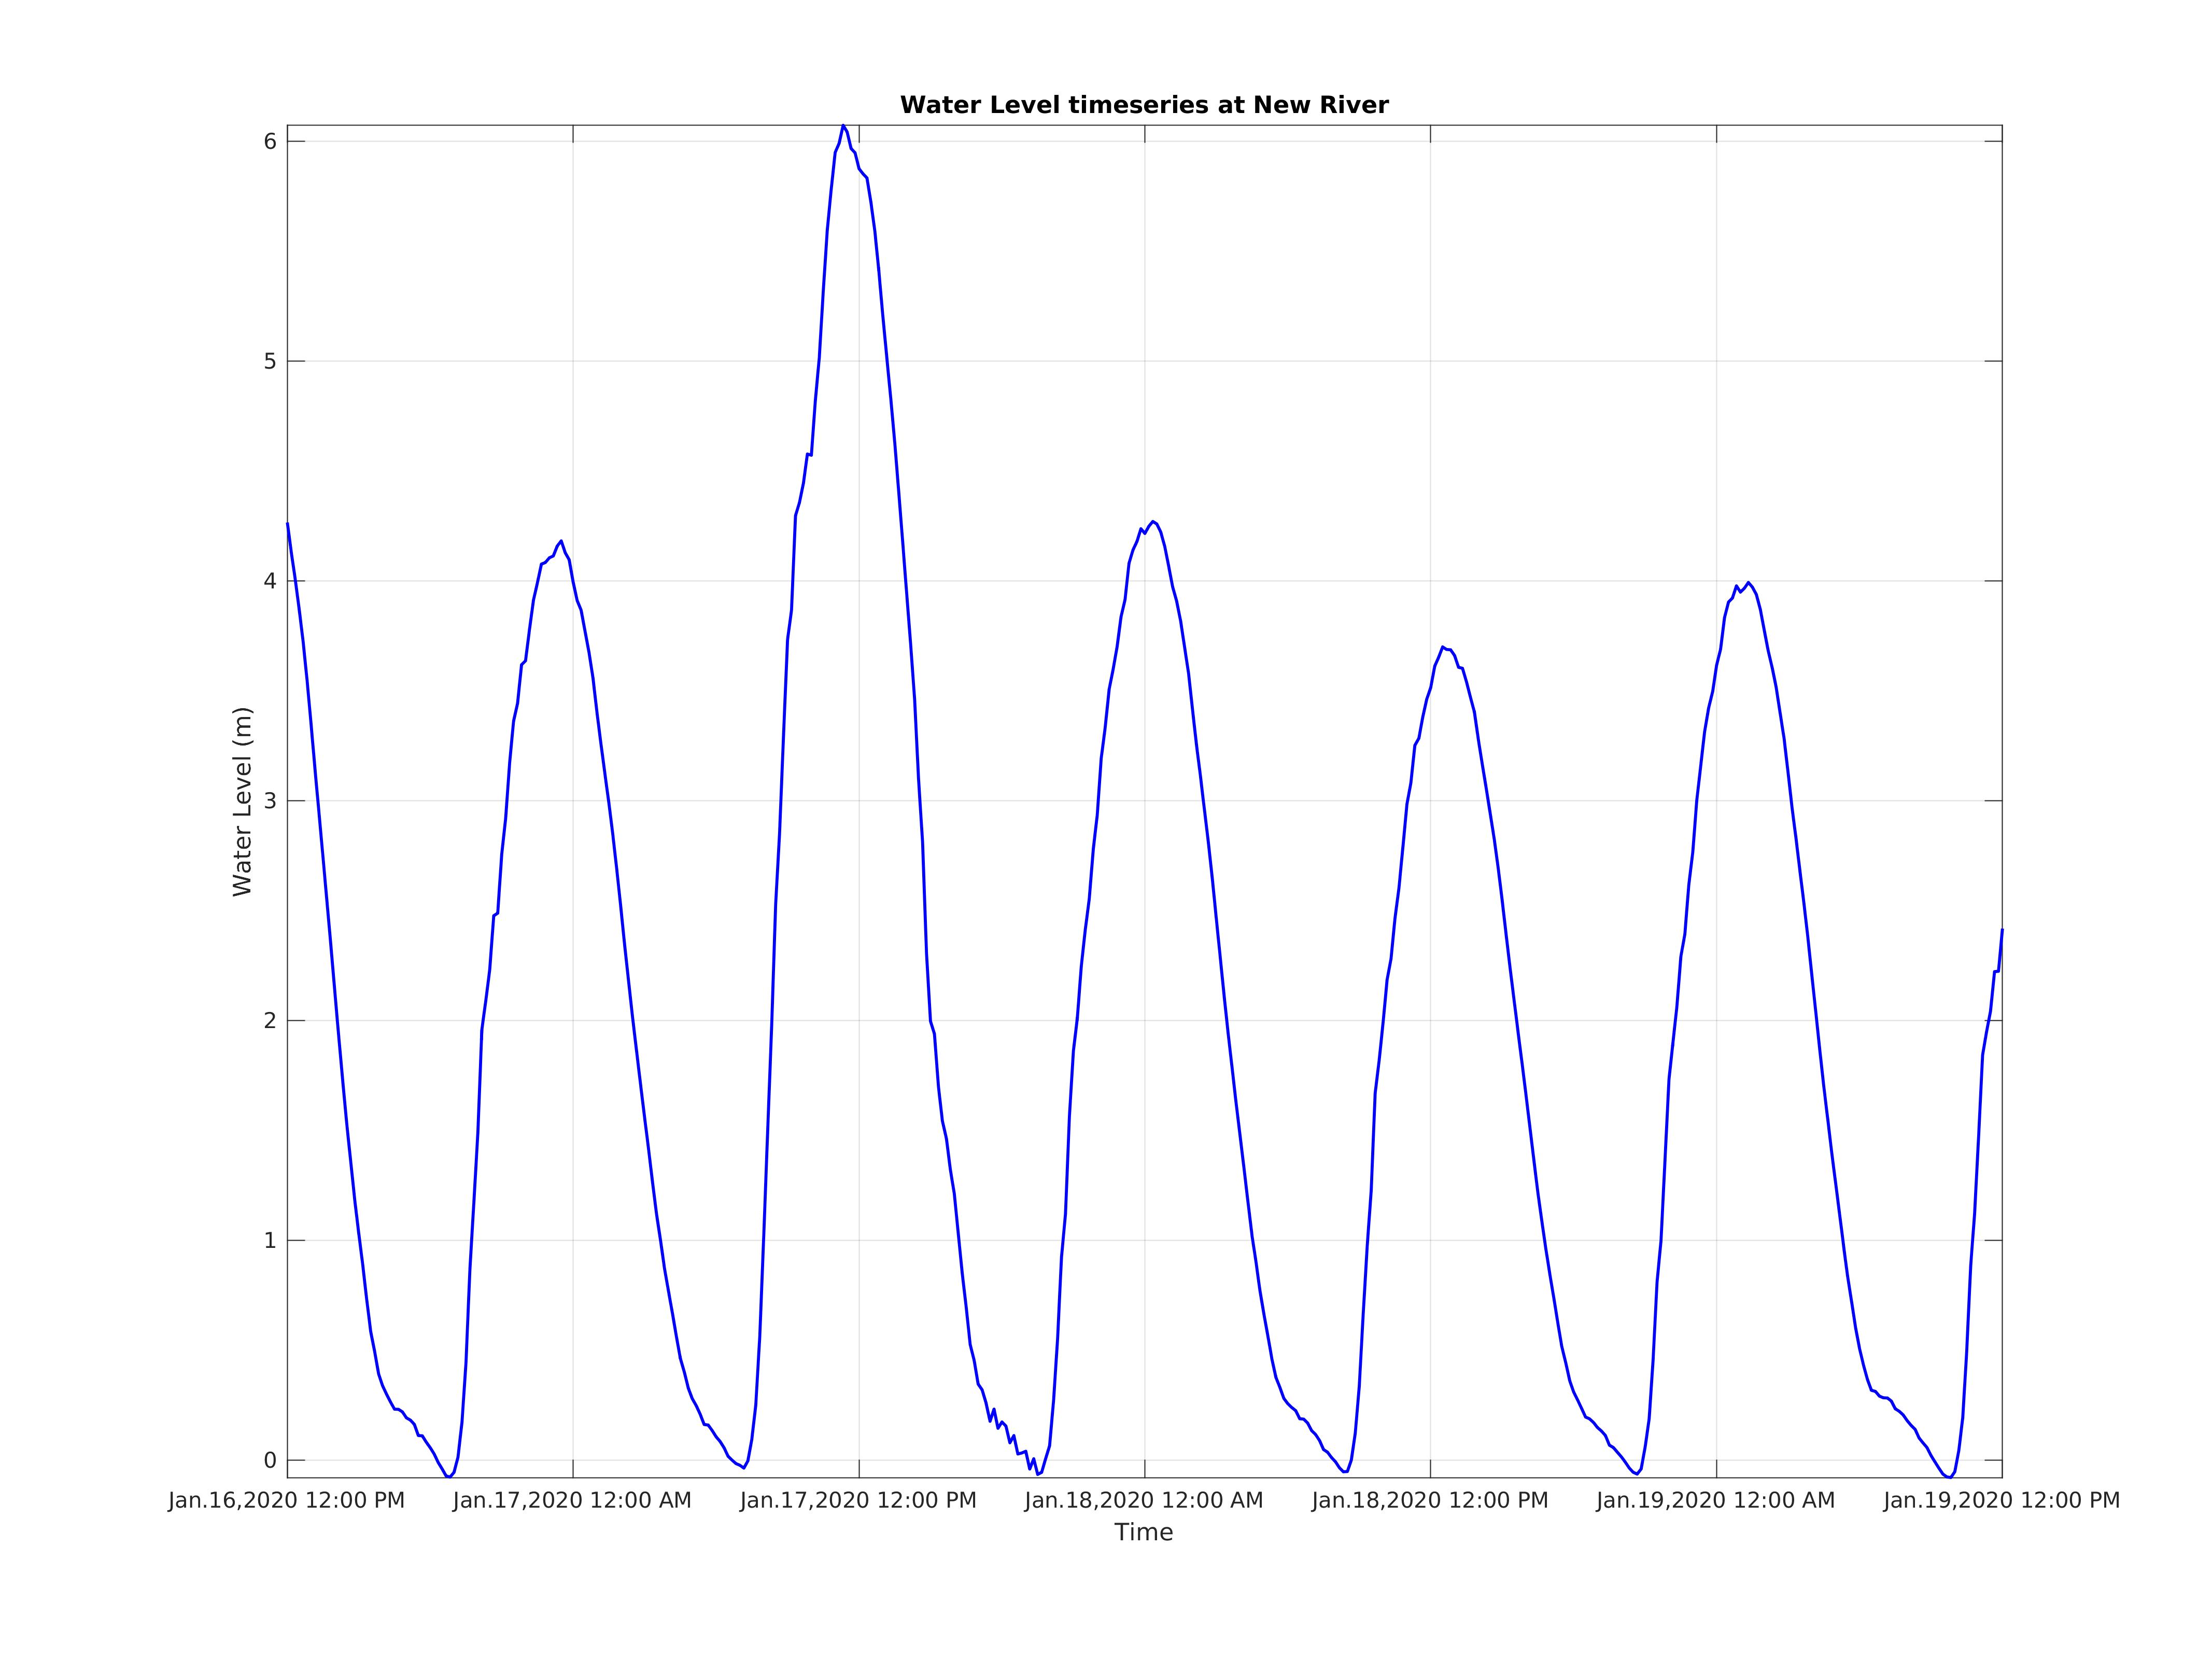 Water Level timeseries at New River
6
5
4
3
2
1
0
Water Level (m)
Jan.16,2020 12:00 PM
Jan.17,2020 12:00 AM
Jan.17,2020 12:00 PM
Jan.18,2020 12:00 AM
Jan.18,2020 12:00 PM
Jan.19,2020 12:00 AM
Jan.19,2020 12:00 PM
Time